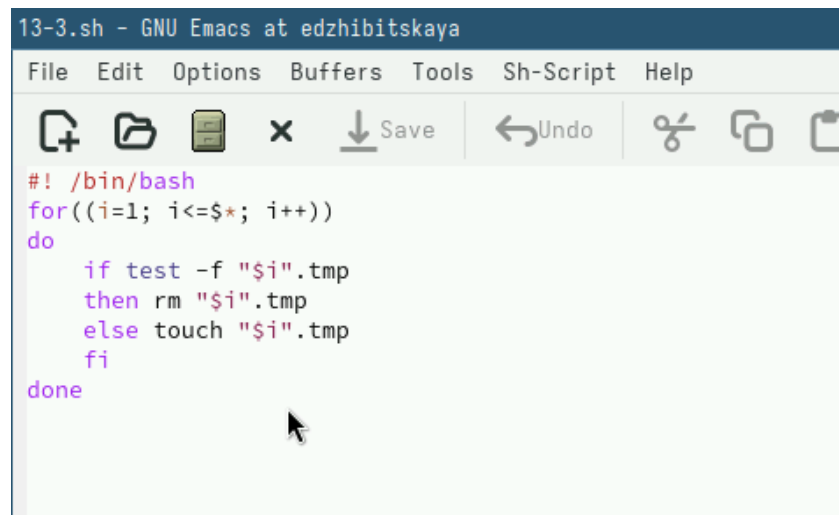 13-3.sh - GNU Emacs at edzhibitskaya
File Edit Options Buffers Tools Sh-Script Help
Save Undo
#! /bin/bash
for((i=1; i<=$*; i++))
do
    if test -f "$i".tmp
    then rm "$i".tmp
    else touch "$i".tmp
    fi
done